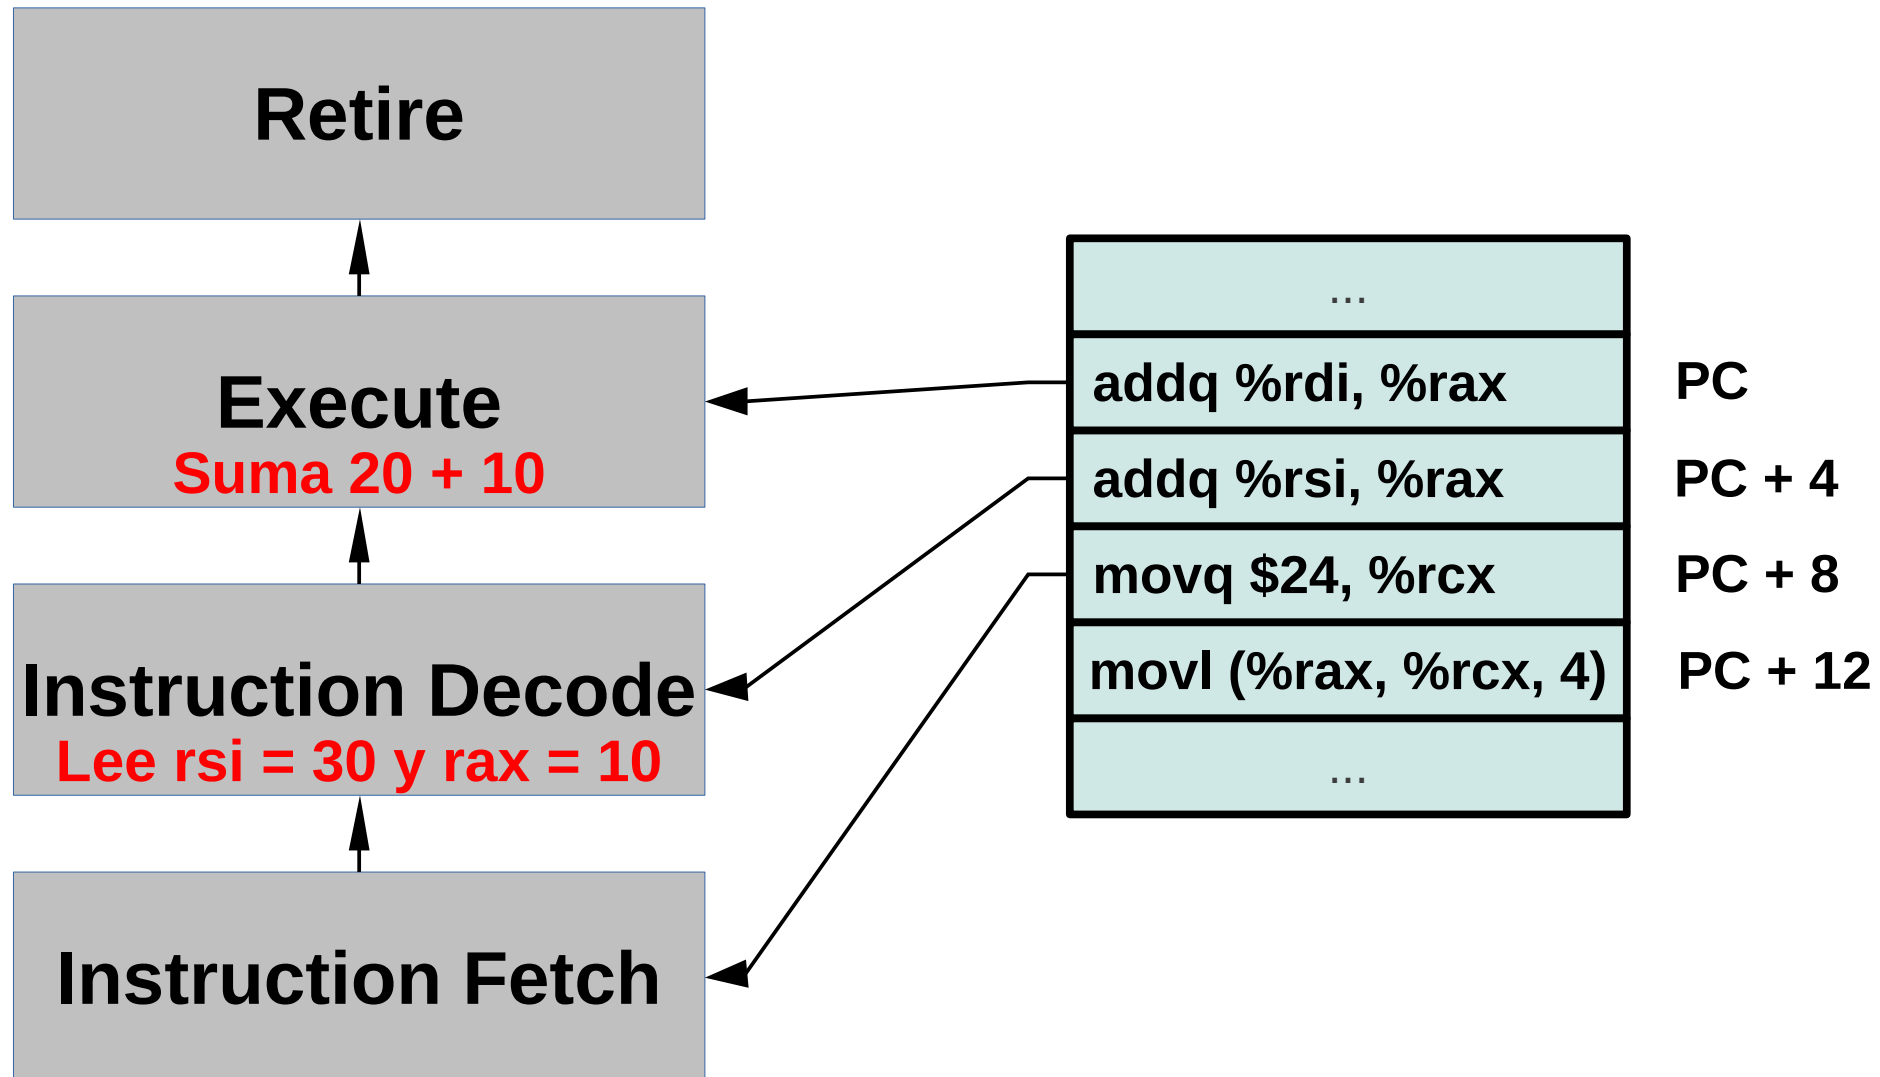 Retire
Execute
Suma 20 + 10
Instruction Decode
Lee rsi = 30 y rax = 10
Instruction Fetch
...
addq %rdi, %rax PC
addq %rsi, %rax PC + 4
movq $24, %rcx PC + 8
movl (%rax, %rcx, 4) PC + 12
...